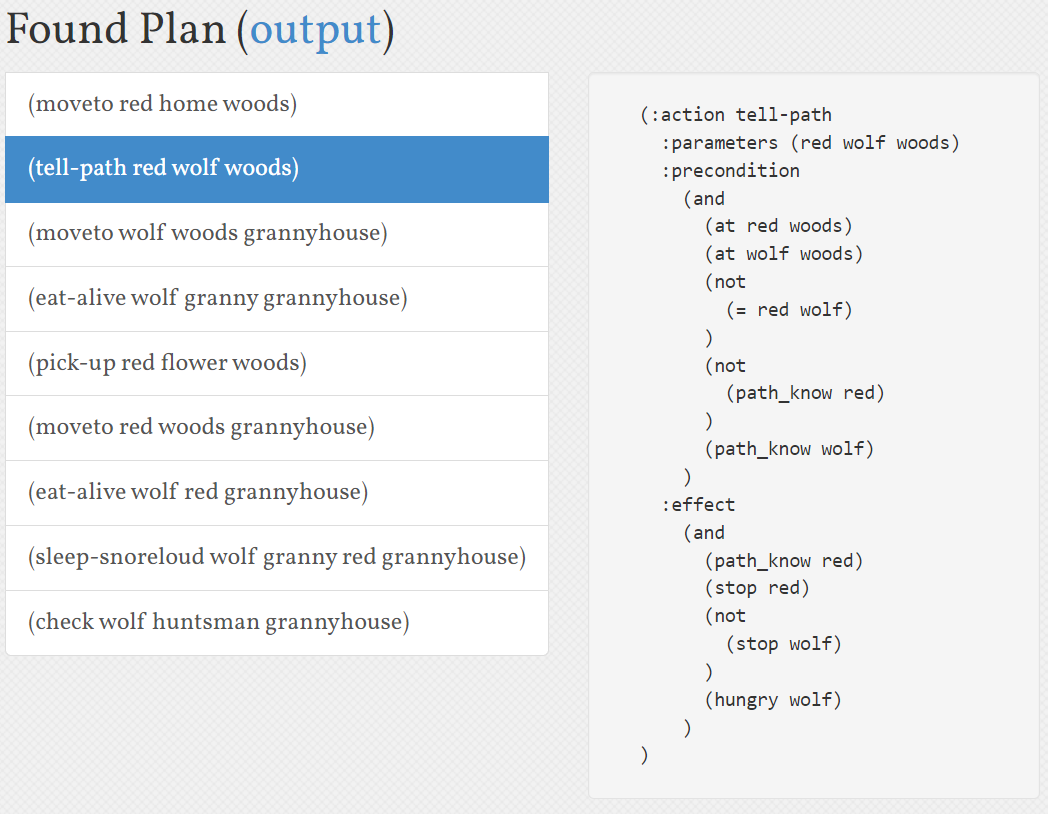 Found Plan (output)
(moveto red home woods)
(tell-path red wolf woods)
(moveto wolf woods grannyhouse)
(eat-alive wolf granny grannyhouse)
(pick-up red flower woods)
(moveto red woods grannyhouse)
(eat-alive wolf red grannyhouse)
(sleep-snoreloud wolf granny red grannyhouse)
(check wolf huntsman grannyhouse)
(:action tell-path
  :parameters (red wolf woods)
  :precondition
    (and
      (at red woods)
      (at wolf woods)
      (not
        (= red wolf)
      )
      (not
        (path_know red)
      )
      (path_know wolf)
    )
  :effect
    (and
      (path_know red)
      (stop red)
      (not
        (stop wolf)
      )
      (hungry wolf)
    )
)